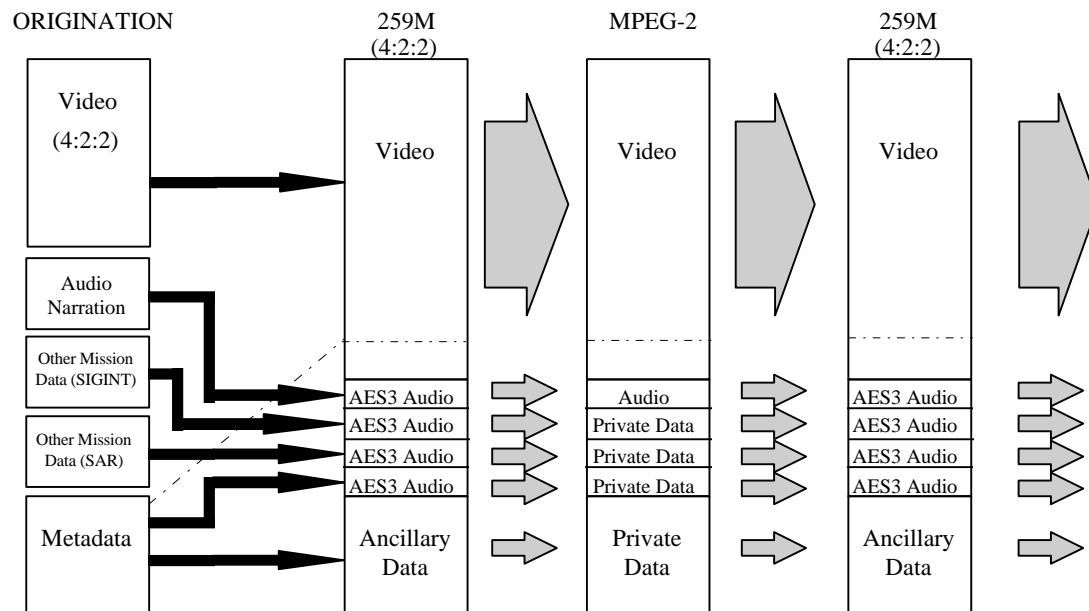 ORIGINATION
259M
(4:2:2)
MPEG-2
259M
(4:2:2)
Video
(4:2:2)
Audio
Narration
Other Mission
Data (SIGINT)
Other Mission
Data (SAR)
Metadata
Video
AES3 Audio
AES3 Audio
AES3 Audio
AES3 Audio
Ancillary
Data
Video
Audio
Private Data
Private Data
Private Data
Private
Data
Video
AES3 Audio
AES3 Audio
AES3 Audio
AES3 Audio
Ancillary
Data